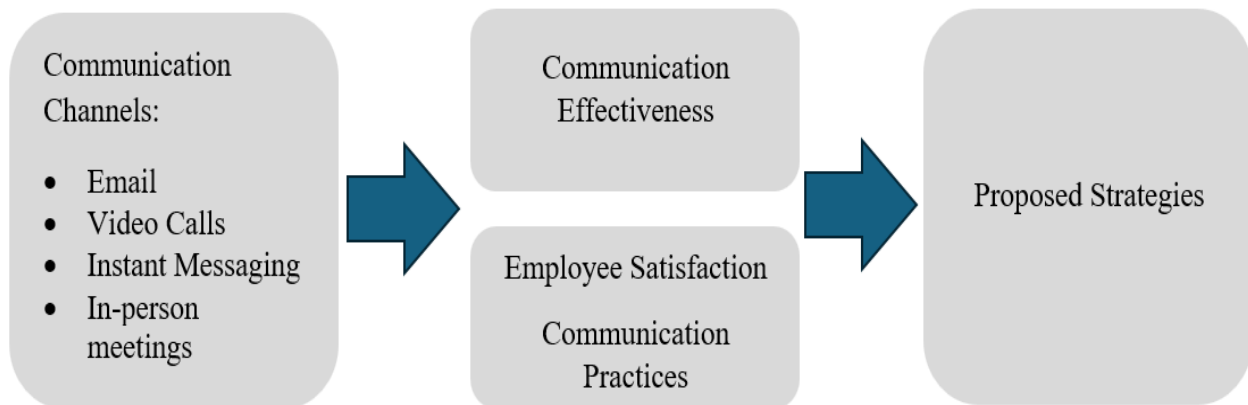 Communication
Channels:
• Email
• Video Calls
• Instant Messaging
• In-person
meetings
Communication
Effectiveness
Employee Satisfaction
Communication
Practices
Proposed Strategies